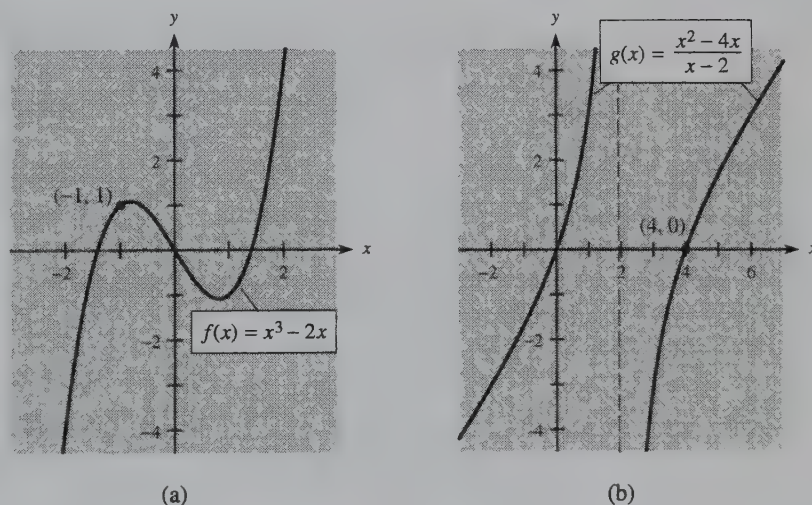 y
4
2
(−1, 1)
−2
2
x
f(x) = x³ − 2x
−2
−4
(a)
y
g(x) = x² − 4x / x − 2
4
2
(4, 0)
−2
2
4
6
x
−2
−4
(b)